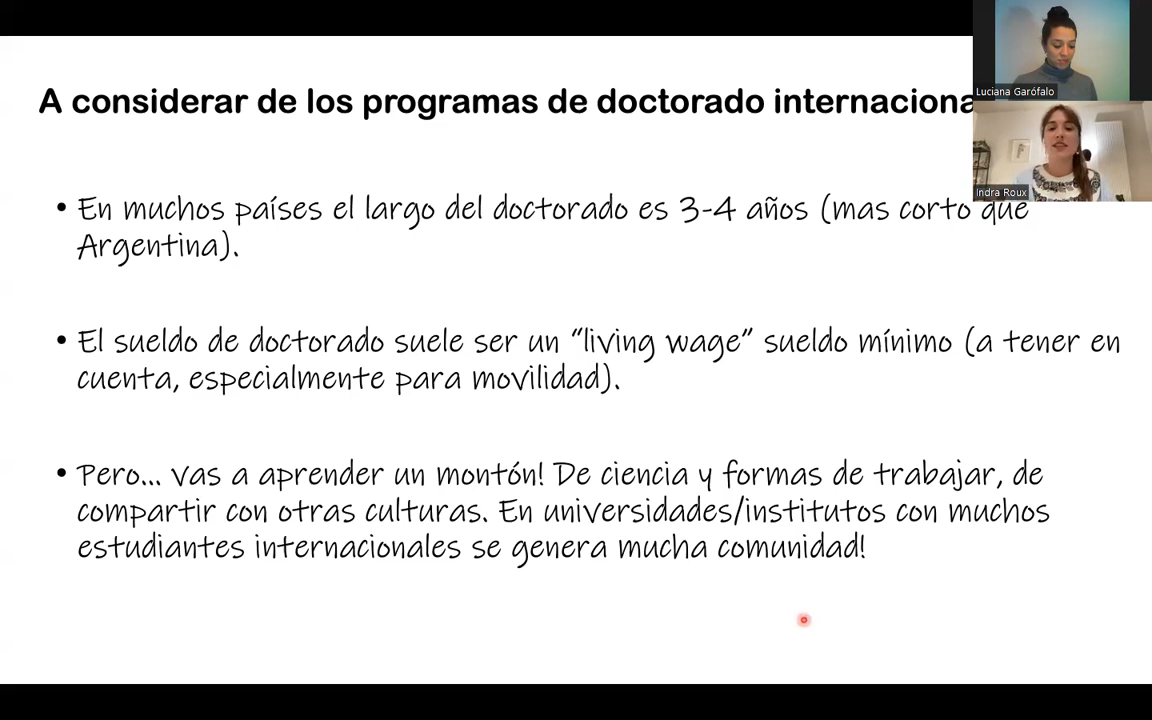 A considerar de los programas de doctorado internaciona
Luciana Garófalo
Indra Roux
• En muchos países el largo del doctorado es 3-4 años (mas corto que
Argentina).
• El sueldo de doctorado suele ser un “living wage” sueldo mínimo (a tener en
cuenta, especialmente para movilidad).
• Pero... vas a aprender un montón! De ciencia y formas de trabajar, de
compartir con otras culturas. En universidades/institutos con muchos
estudiantes internacionales se genera mucha comunidad!